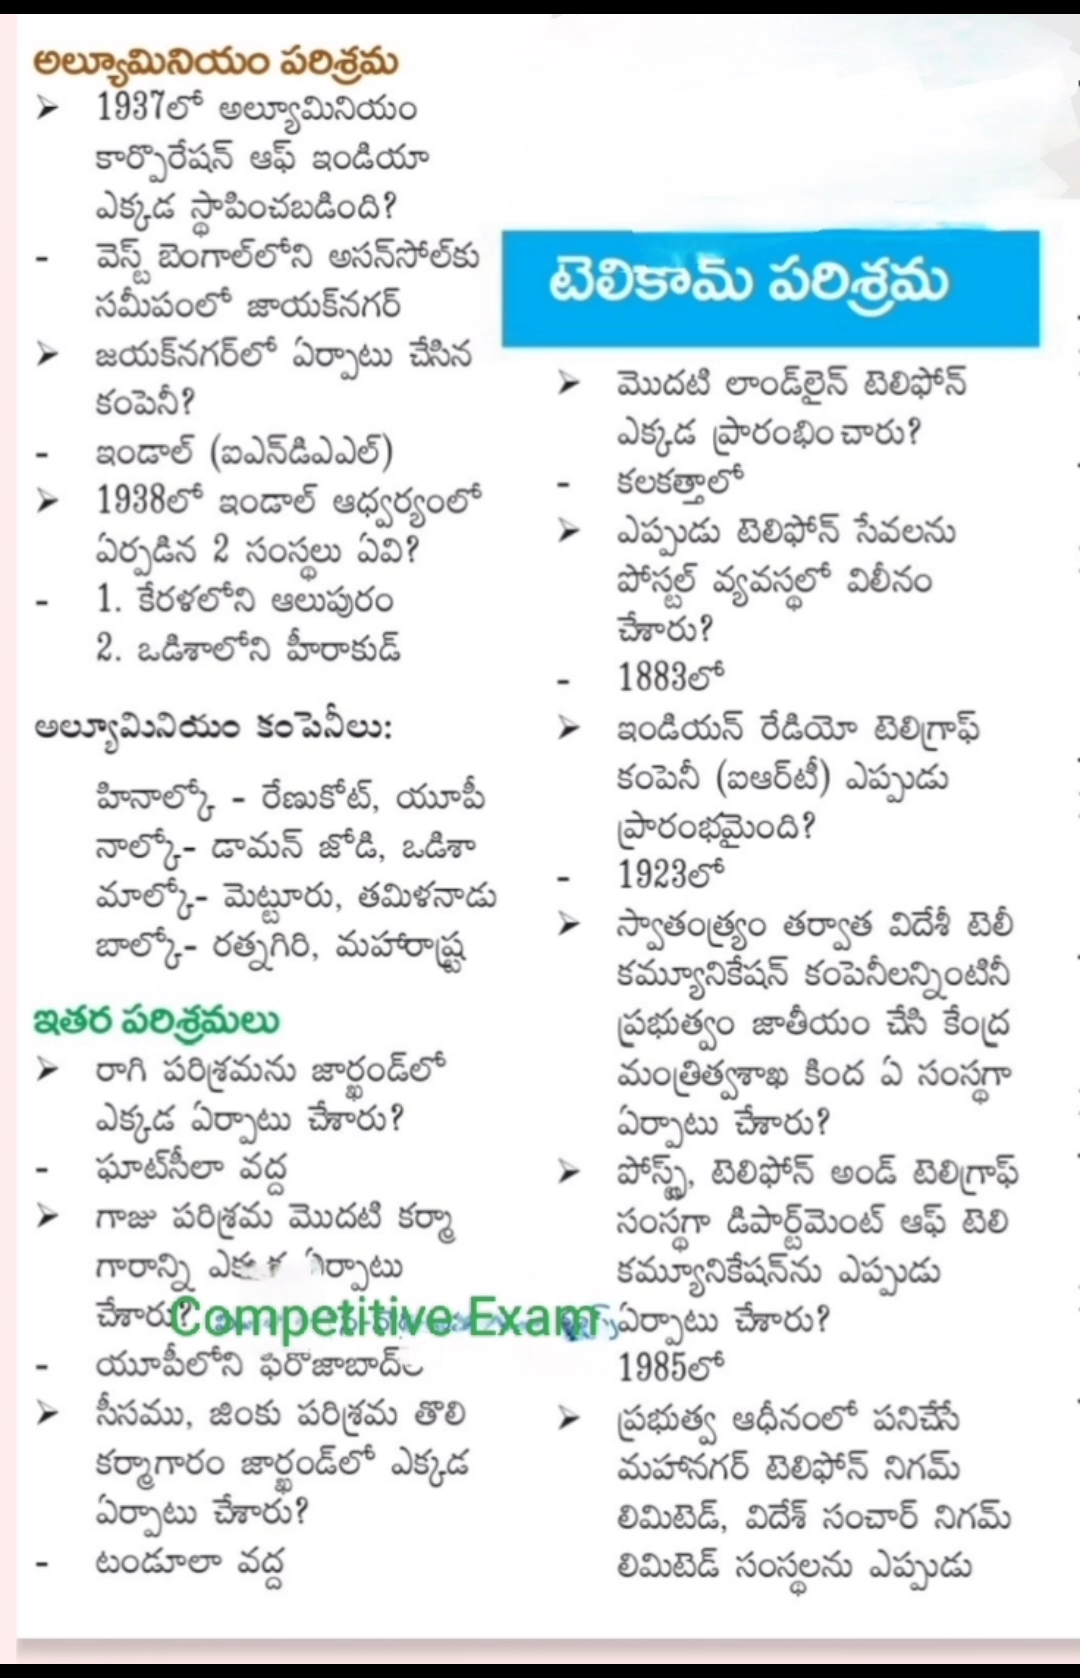 అల్యూమినియం పరిశ్రమ
➤ 1937లో అల్యూమినియం
కార్పొరేషన్ ఆఫ్ ఇండియా
ఎక్కడ స్థాపించబడింది?
- వెస్ట్ బెంగాల్‌లోని అసన్‌సోల్‌కు
సమీపంలో జాయక్‌నగర్
➤ జయక్‌నగర్‌లో ఏర్పాటు చేసిన
కంపెనీ?
- ఇండాల్ (ఐఎన్‌డిఎఎల్)
➤ 1938లో ఇండాల్ ఆధ్వర్యంలో
ఏర్పడిన 2 సంస్థలు ఏవి?
- 1. కేరళలోని ఆలుపురం
2. ఒడిశాలోని హీరాకుడ్
అల్యూమినియం కంపెనీలు:
హినాల్కో - రేణుకోట్, యూపీ
నాల్కో- డామన్ జోడి, ఒడిశా
మాల్కో- మెట్టూరు, తమిళనాడు
బాల్కో- రత్నగిరి, మహారాష్ట్ర
ఇతర పరిశ్రమలు
➤ రాగి పరిశ్రమను జార్ఖండ్‌లో
ఎక్కడ ఏర్పాటు చేశారు?
- ఘాట్‌సీలా వద్ద
➤ గాజు పరిశ్రమ మొదటి కర్మా
గారాన్ని
చేశారు?
- యూపీలోని ఫిరోజాబాద్‌
➤ సీసము, జింకు పరిశ్రమ తొలి
కర్మాగారం జార్ఖండ్‌లో ఎక్కడ
ఏర్పాటు చేశారు?
- టండూలా వద్ద
Competitive Exam
టెలికామ్ పరిశ్రమ
➤ మొదటి లాండ్‌లైన్ టెలిఫోన్
ఎక్కడ ప్రారంభించారు?
- కలకత్తాలో
➤ ఎప్పుడు టెలిఫోన్ సేవలను
పోస్టల్ వ్యవస్థలో విలీనం
చేశారు?
- 1883లో
➤ ఇండియన్ రేడియో టెలిగ్రాఫ్
కంపెనీ (ఐఆర్‌టీ) ఎప్పుడు
ప్రారంభమైంది?
- 1923లో
➤ స్వాతంత్ర్యం తర్వాత విదేశీ టెలీ
కమ్యూనికేషన్ కంపెనీలన్నింటినీ
ప్రభుత్వం జాతీయం చేసి కేంద్ర
మంత్రిత్వశాఖ కింద ఏ సంస్థగా
ఏర్పాటు చేశారు?
➤ పోస్ట్స్, టెలిఫోన్ అండ్ టెలిగ్రాఫ్
సంస్థగా డిపార్ట్‌మెంట్ ఆఫ్ టెలి
కమ్యూనికేషన్‌ను ఎప్పుడు
ఏర్పాటు చేశారు?
1985లో
➤ ప్రభుత్వ ఆధీనంలో పనిచేసే
మహానగర్ టెలిఫోన్ నిగమ్
లిమిటెడ్, విదేశ్ సంచార్ నిగమ్
లిమిటెడ్ సంస్థలను ఎప్పుడు